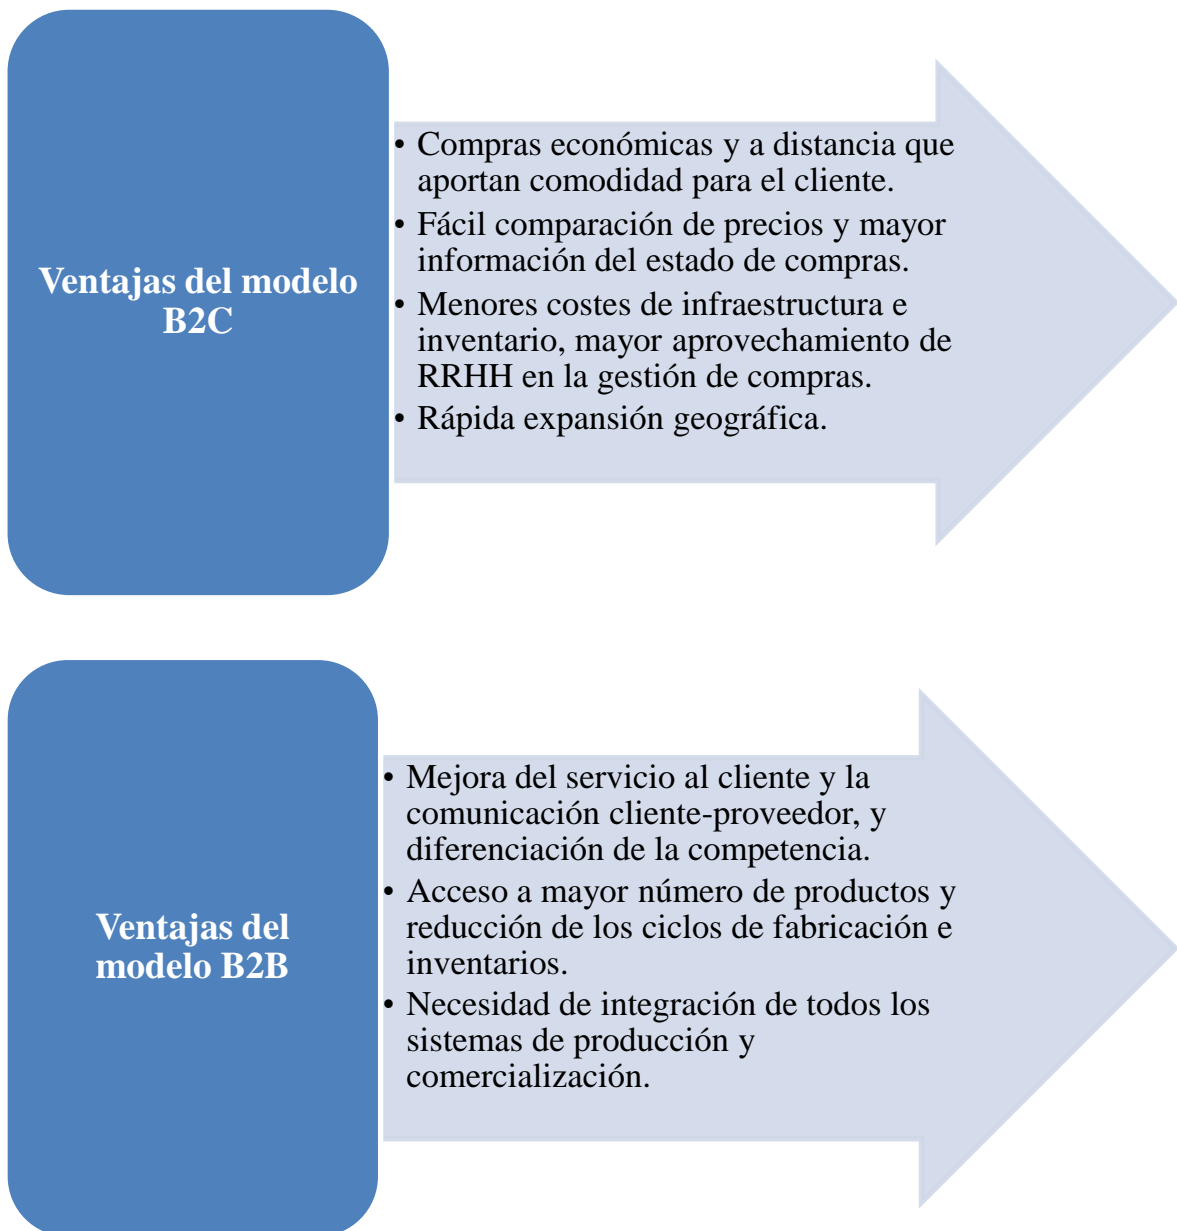 Ventajas del modelo
B2C
• Compras económicas y a distancia que
aportan comodidad para el cliente.
• Fácil comparación de precios y mayor
información del estado de compras.
• Menores costes de infraestructura e
inventario, mayor aprovechamiento de
RRHH en la gestión de compras.
• Rápida expansión geográfica.
Ventajas del
modelo B2B
• Mejora del servicio al cliente y la
comunicación cliente-proveedor, y
diferenciación de la competencia.
• Acceso a mayor número de productos y
reducción de los ciclos de fabricación e
inventarios.
• Necesidad de integración de todos los
sistemas de producción y
comercialización.